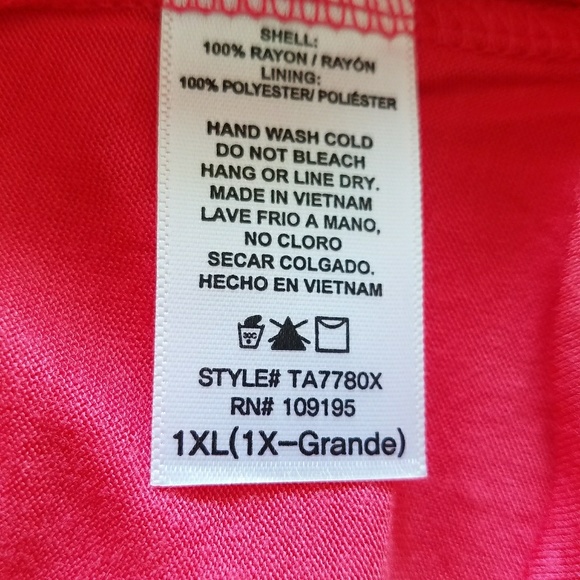 SHELL:
100% RAYON / RAYÓN
LINING:
100% POLYESTER/ POLIÉSTER
HAND WASH COLD
DO NOT BLEACH
HANG OR LINE DRY.
MADE IN VIETNAM
LAVE FRIO A MANO,
NO CLORO
SECAR COLGADO.
HECHO EN VIETNAM
30C
STYLE# TA7780X
RN# 109195
1XL(1X-Grande)